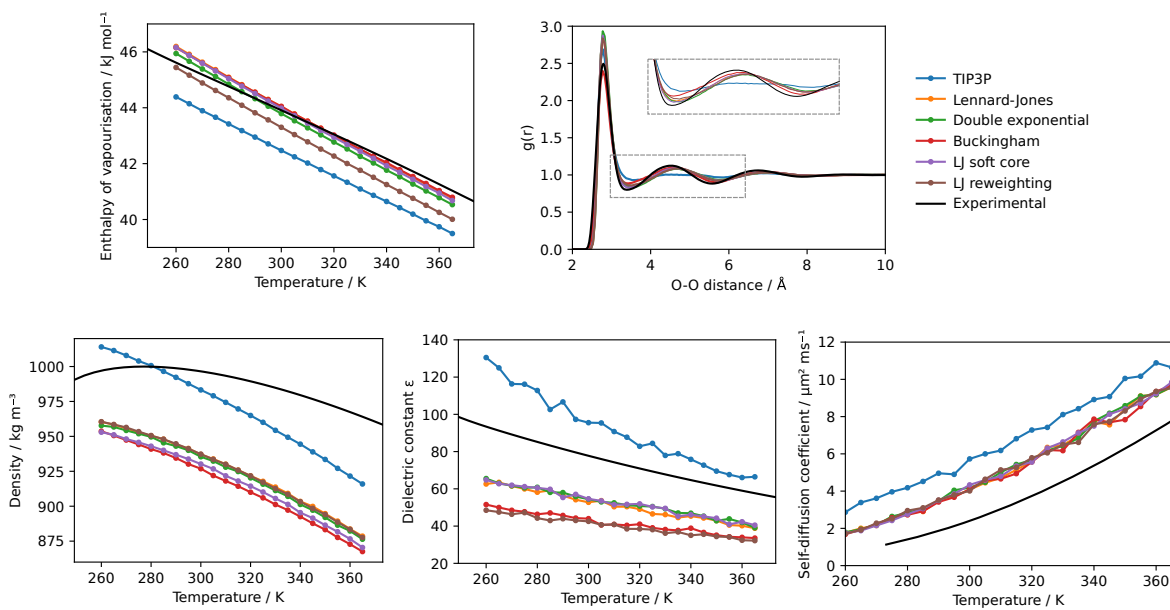 Enthalpy of vapourisation / kJ mol⁻¹
46
44
42
40
260 280 300 320 340 360
Temperature / K
g(r)
3.0
2.5
2.0
1.5
1.0
0.5
0.0
2 4 6 8 10
O-O distance / Å
TIP3P
Lennard-Jones
Double exponential
Buckingham
LJ soft core
LJ reweighting
Experimental
Density / kg m⁻³
1000
975
950
925
900
875
260 280 300 320 340 360
Temperature / K
Dielectric constant ε
140
120
100
80
60
40
20
260 280 300 320 340 360
Temperature / K
Self-diffusion coefficient / μm² ms⁻¹
12
10
8
6
4
2
0
260 280 300 320 340 360
Temperature / K